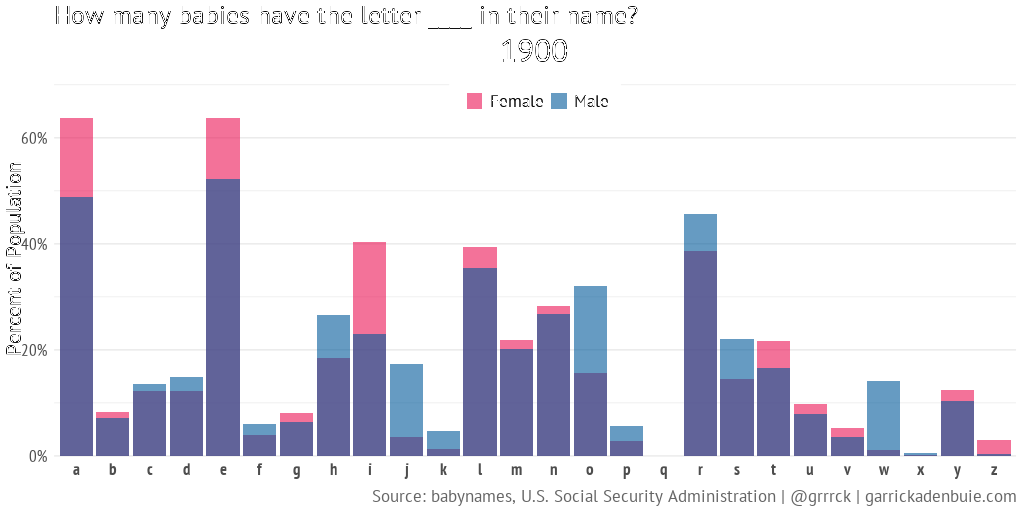 How many babies have the letter ____ in their name?
1900
Female Male
Percent of Population
60%
40%
20%
0%
a b c d e f g h i j k l m n o p q r s t u v w x y z
Source: babynames, U.S. Social Security Administration | @grrrck | garrickadenbuie.com